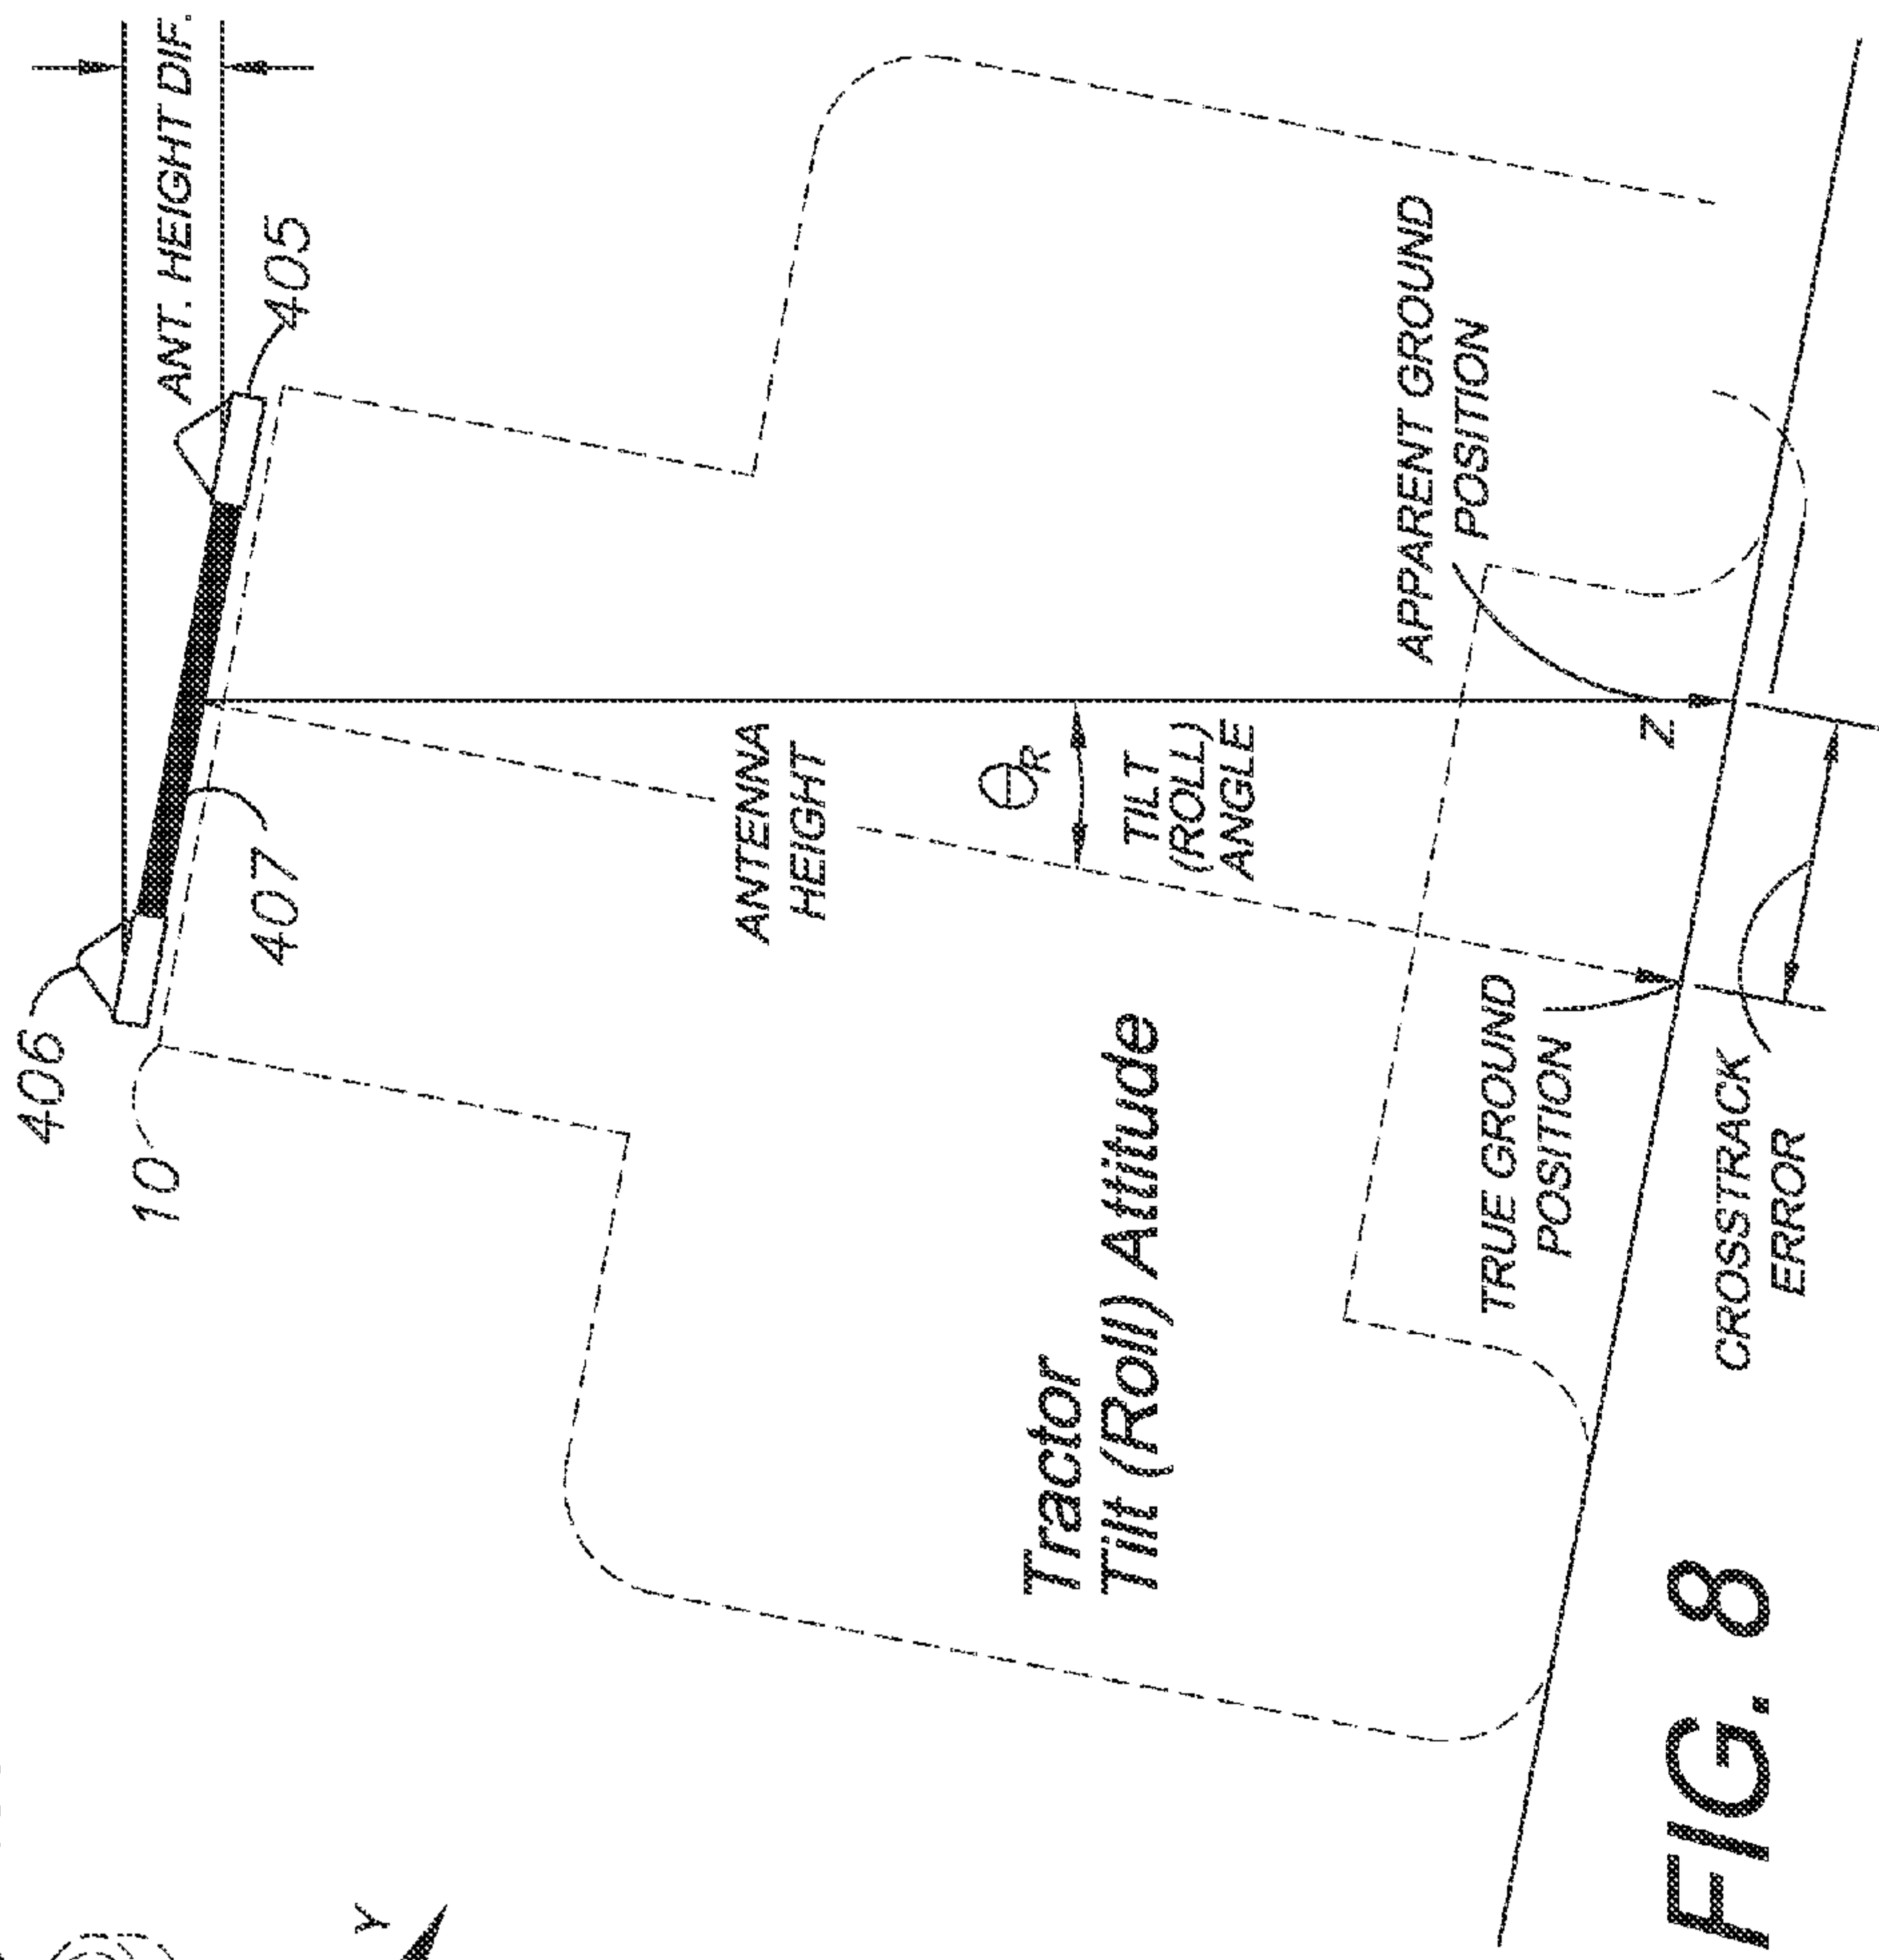 406
10
407
405
ANT. HEIGHT DIF.
ANTENNA
HEIGHT
θR
TILT
(ROLL)
ANGLE
APPARENT GROUND
POSITION
Z
TRUE GROUND
POSITION
CROSSTRACK
ERROR
Tractor
Tilt (Roll) Attitude
Y
FIG. 8